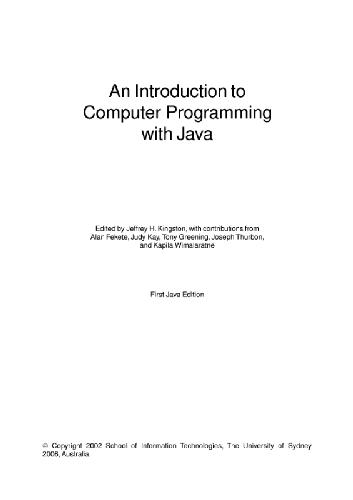 An Introduction to
Computer Programming
with Java
Edited by Jeffrey H. Kingston, with contributions from
Alan Fekete, Judy Kay, Tony Greening, Joseph Thurbon,
and Kapila Wimalaratne
First Java Edition
© Copyright 2002 School of Information Technologies, The University of Sydney
2006, Australia